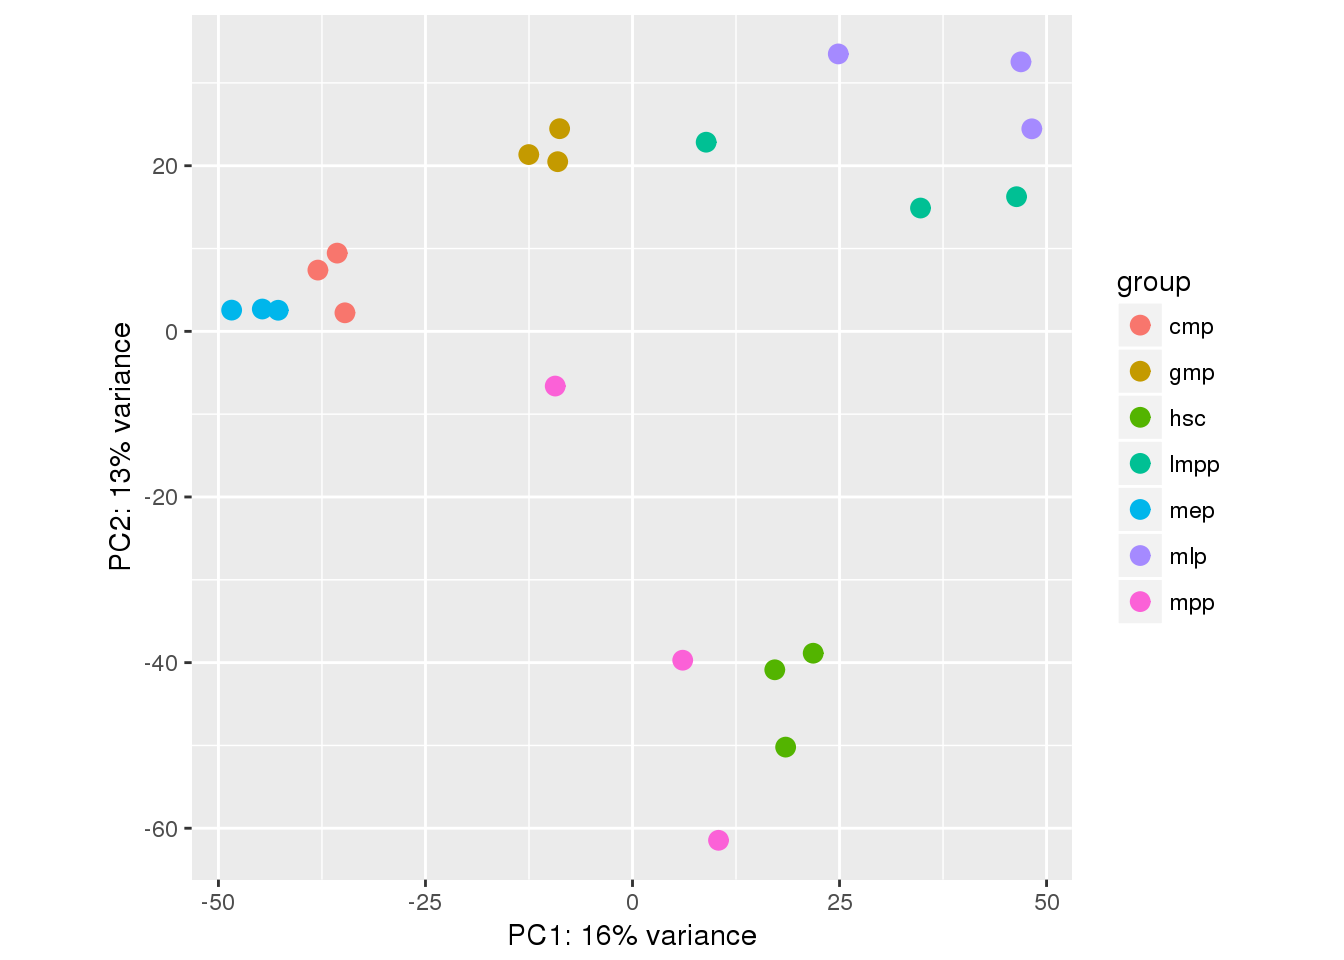 20
0
-20
-40
-60
-50
-25
0
25
50
PC1: 16% variance
PC2: 13% variance
group
cmp
gmp
hsc
lmpp
mep
mlp
mpp